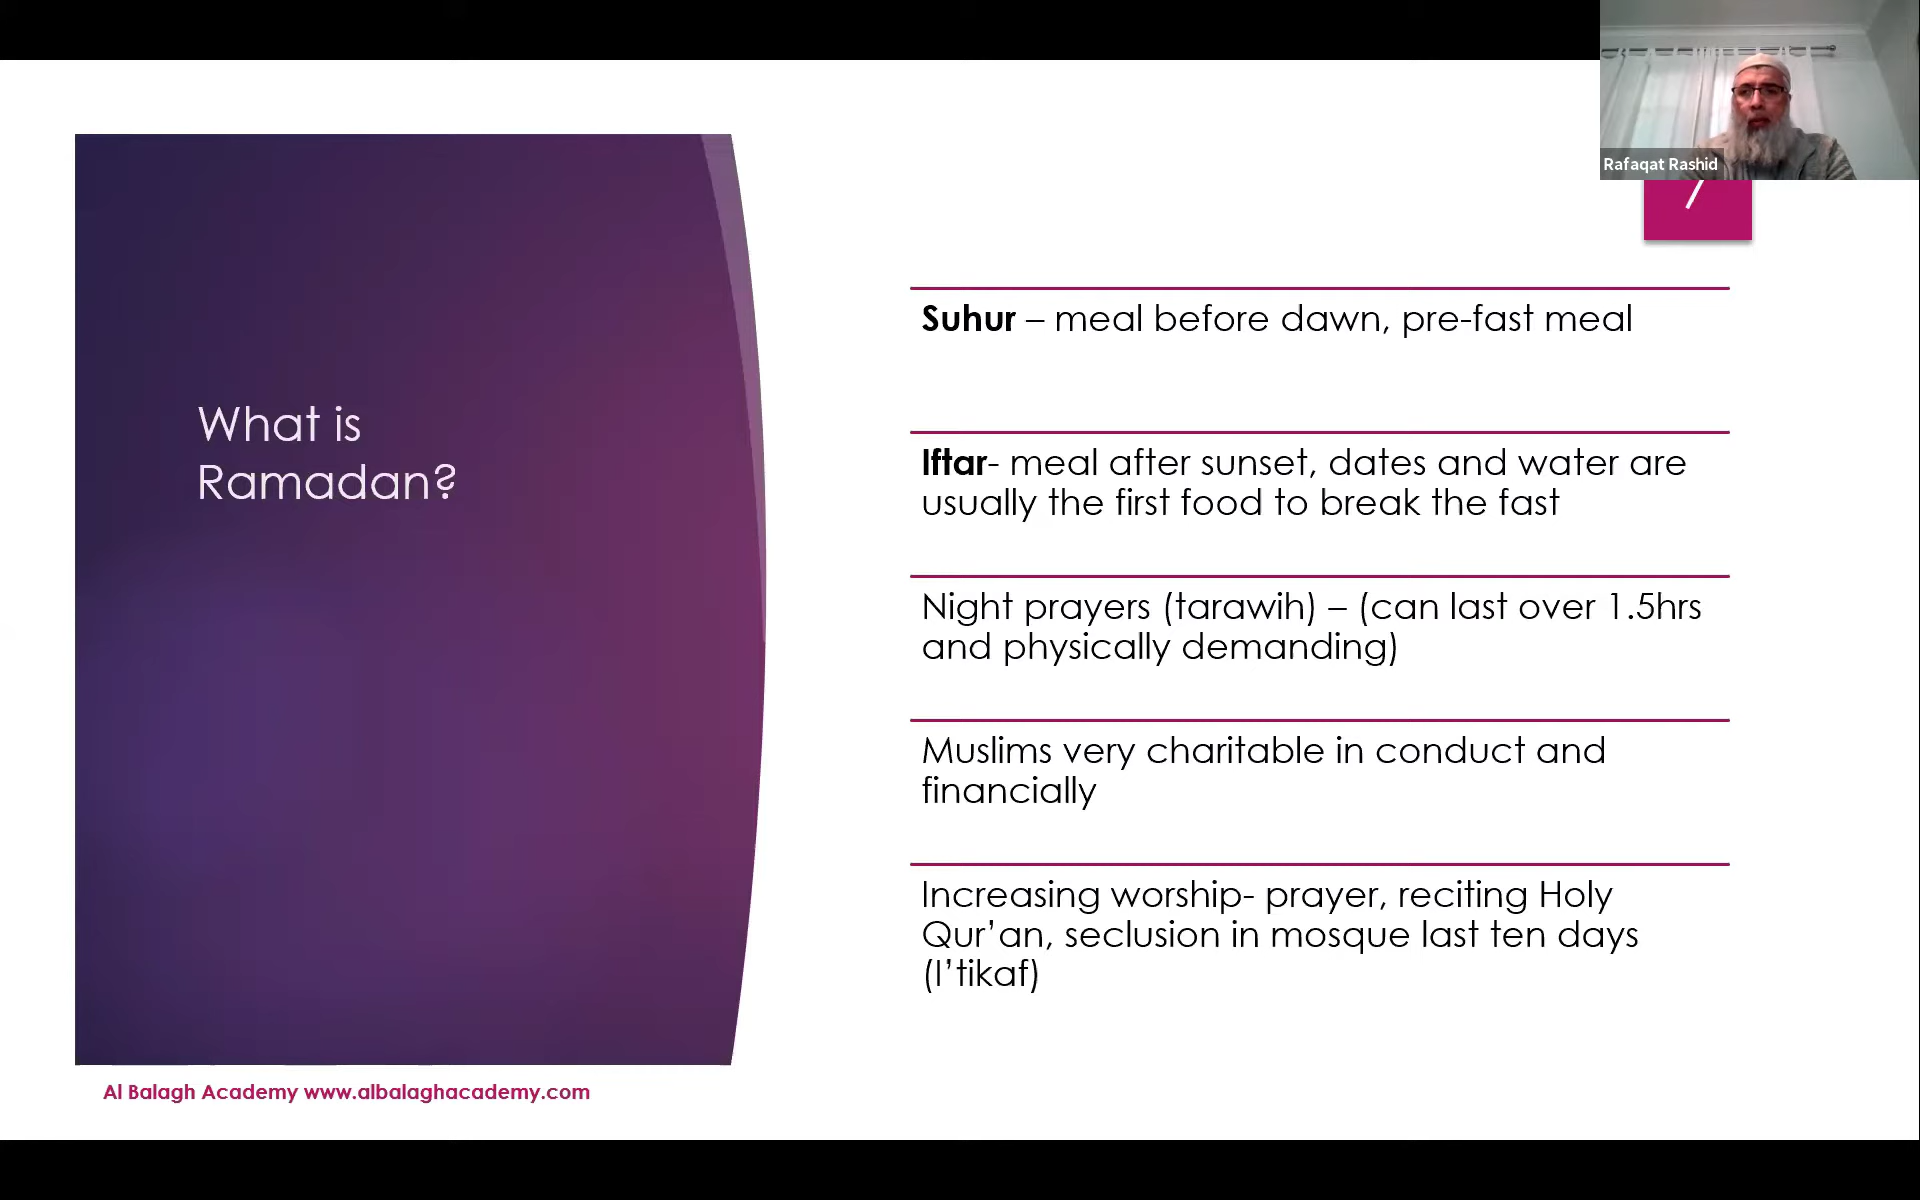 Rafaqat Rashid
7
What is
Ramadan?
Suhur – meal before dawn, pre-fast meal
Iftar- meal after sunset, dates and water are
usually the first food to break the fast
Night prayers (tarawih) – (can last over 1.5hrs
and physically demanding)
Muslims very charitable in conduct and
financially
Increasing worship- prayer, reciting Holy
Qur’an, seclusion in mosque last ten days
(I’tikaf)
Al Balagh Academy www.albalaghacademy.com